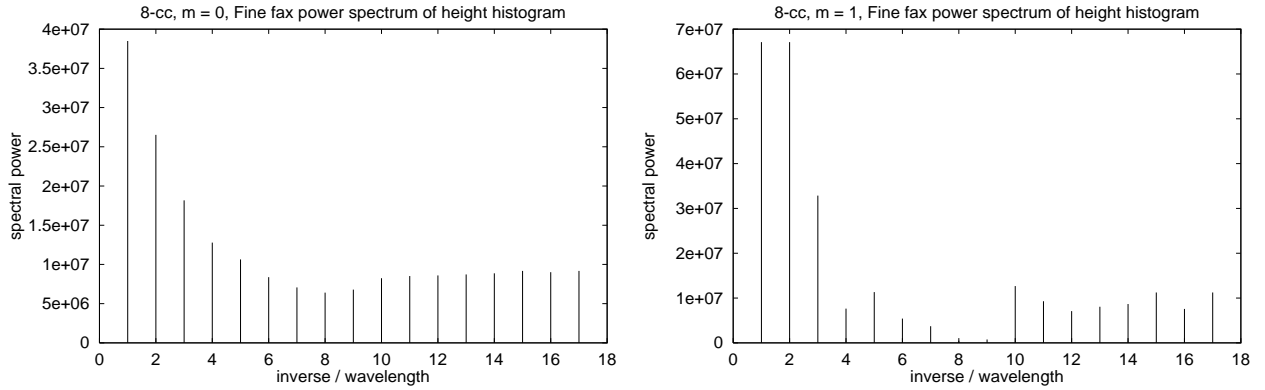 8-cc, m = 0, Fine fax power spectrum of height histogram
4e+07
3.5e+07
3e+07
2.5e+07
2e+07
1.5e+07
1e+07
5e+06
0
spectral power
0 2 4 6 8 10 12 14 16 18
inverse / wavelength
8-cc, m = 1, Fine fax power spectrum of height histogram
7e+07
6e+07
5e+07
4e+07
3e+07
2e+07
1e+07
0
spectral power
0 2 4 6 8 10 12 14 16 18
inverse / wavelength